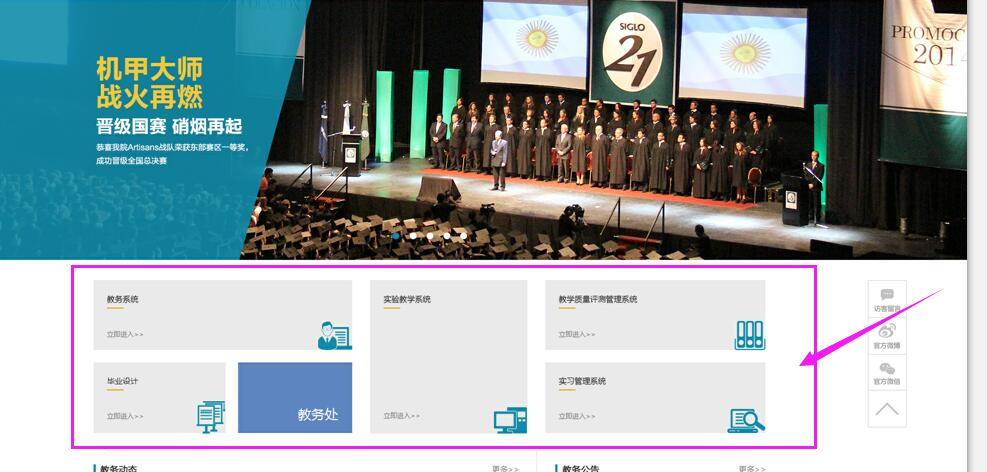 机甲大师
战火再燃
晋级国赛 硝烟再起
恭喜我院Artisans战队荣获东部赛区一等奖,
成功晋级全国总决赛
SIGLO
21
PROMOC
201
教务系统
立即进入>>
实验教学系统
立即进入>>
教学质量评测管理系统
立即进入>>
毕业设计
立即进入>>
教务处
实习管理系统
立即进入>>
访客留言
官方微博
官方微信
教务动态
更多>>
教务公告
更多>>